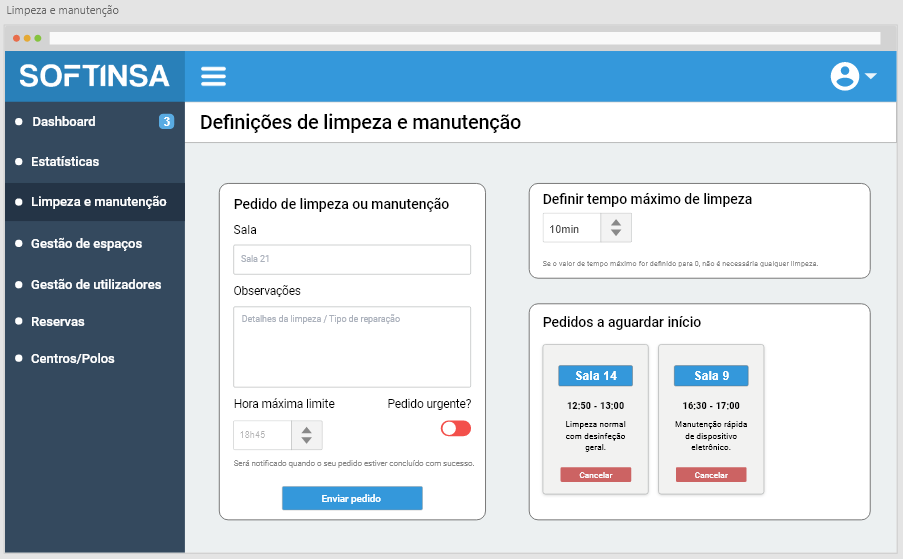 Limpeza e manutenção
SOFTINSA
Dashboard 3
Estatísticas
Limpeza e manutenção
Gestão de espaços
Gestão de utilizadores
Reservas
Centros/Polos
Definições de limpeza e manutenção
Pedido de limpeza ou manutenção
Sala
Sala 21
Observações
Detalhes da limpeza / Tipo de reparação
Hora máxima limite
Pedido urgente?
18h45
Será notificado quando o seu pedido estiver concluído com sucesso.
Enviar pedido
Definir tempo máximo de limpeza
10min
Se o valor de tempo máximo for definido para 0, não é necessária qualquer limpeza.
Pedidos a aguardar início
Sala 14
12:50 - 13:00
Limpeza normal
com desinfeção
geral.
Cancelar
Sala 9
16:30 - 17:00
Manutenção rápida
de dispositivo
eletrônico.
Cancelar